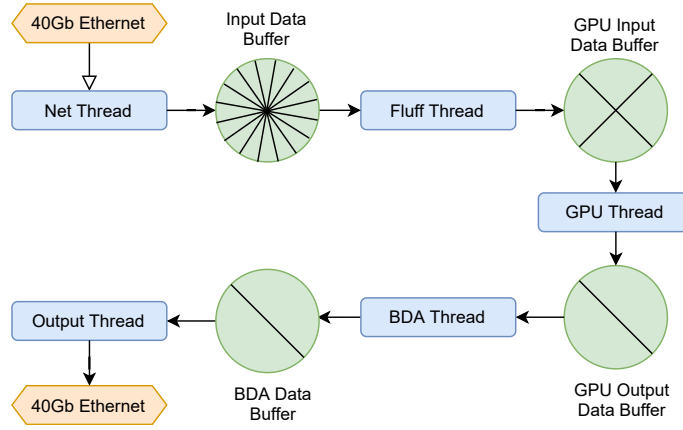 40Gb Ethernet
Input Data
Buffer
GPU Input
Data Buffer
Net Thread
Fluff Thread
GPU Thread
Output Thread
BDA Thread
BDA Data
Buffer
GPU Output
Data Buffer
40Gb Ethernet